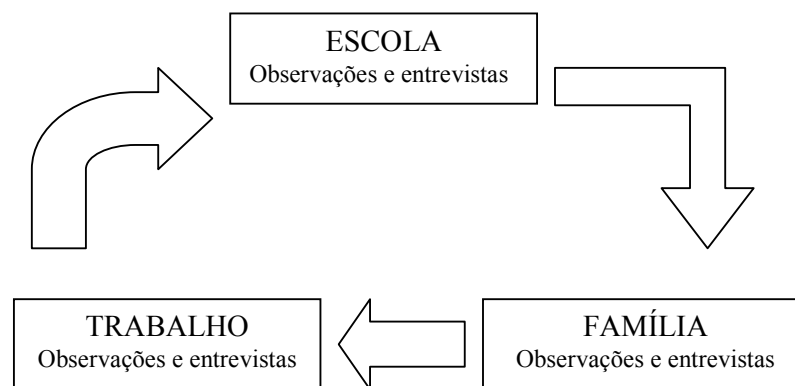 ESCOLA
Observações e entrevistas
TRABALHO
Observações e entrevistas
FAMÍLIA
Observações e entrevistas